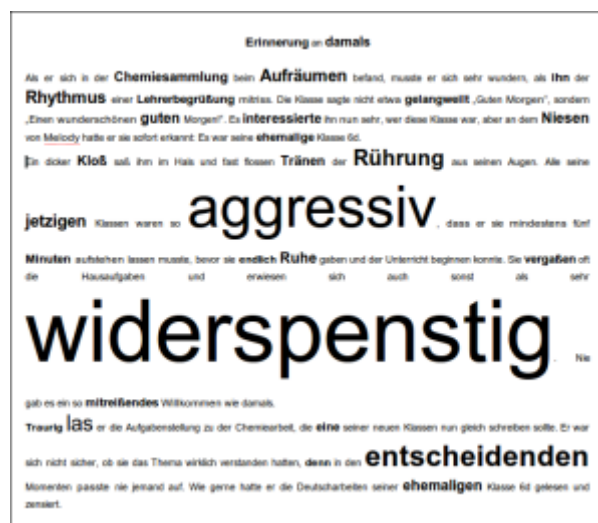 Erinnerung an damals
Als er sich in der Chemiesammlung beim Aufräumen befand, musste er sich sehr wundern, als ihn der
Rhythmus einer Lehrerbegrüßung mitriss. Die Klasse sagte nicht etwa gelangweilt „Guten Morgen“, sondern
„Einen wunderschönen guten Morgen!“. Es interessierte ihn nun sehr, wer diese Klasse war, aber an dem Niesen
von Melody hatte er sie sofort erkannt: Es war seine ehemalige Klasse 6d.
Ein dicker Kloß saß ihm im Hals und fast flossen Tränen der Rührung aus seinen Augen. Alle seine
jetzigen Klassen waren so aggressiv, dass er sie mindestens fünf
Minuten aufstehen lassen musste, bevor sie endlich Ruhe gaben und der Unterricht beginnen konnte. Sie vergaßen oft
die Hausaufgaben und erwiesen sich auch sonst als sehr
widerspenstig. Nie
gab es ein so mitreißendes Willkommen wie damals.
Traurig las er die Aufgabenstellung zu der Chemiearbeit, die eine seiner neuen Klassen nun gleich schreiben sollte. Er war
sich nicht sicher, ob sie das Thema wirklich verstanden hatten, denn in den entscheidenden
Momenten passte nie jemand auf. Wie gerne hatte er die Deutscharbeiten seiner ehemaligen Klasse 6d gelesen und
zensiert.